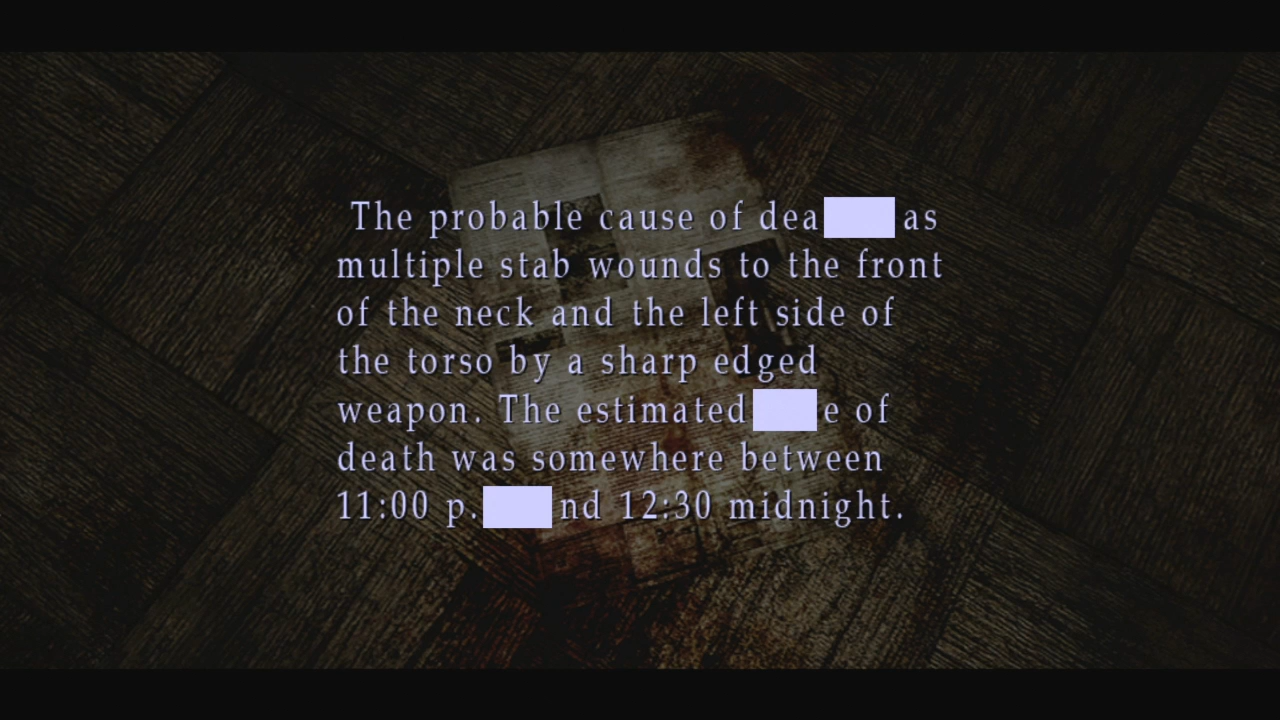 The probable cause of dea as
multiple stab wounds to the front
of the neck and the left side of
the torso by a sharp edged
weapon. The estimated e of
death was somewhere between
11:00 p. nd 12:30 midnight.